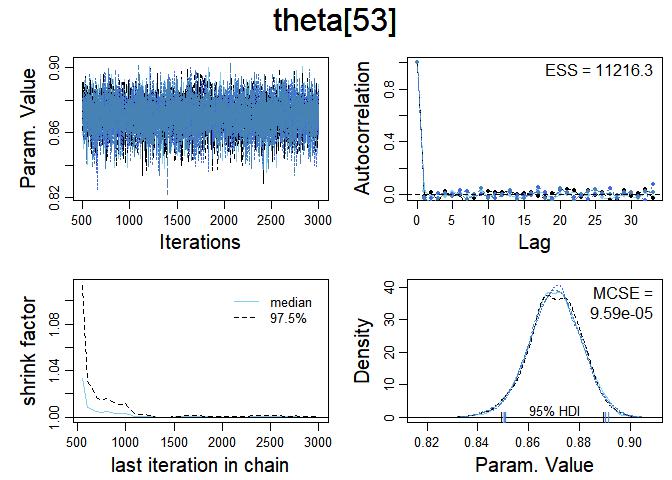 theta[53]
Param. Value
0.82 0.86 0.90
500 1000 1500 2000 2500 3000
Iterations
Autocorrelation
0.0 0.4 0.8
ESS = 11216.3
0 5 10 15 20 25 30
Lag
shrink factor
1.00 1.04 1.08
median
97.5%
500 1000 1500 2000 2500 3000
last iteration in chain
Density
0 10 20 30 40
MCSE =
9.59e-05
95% HDI
0.82 0.84 0.86 0.88 0.90
Param. Value